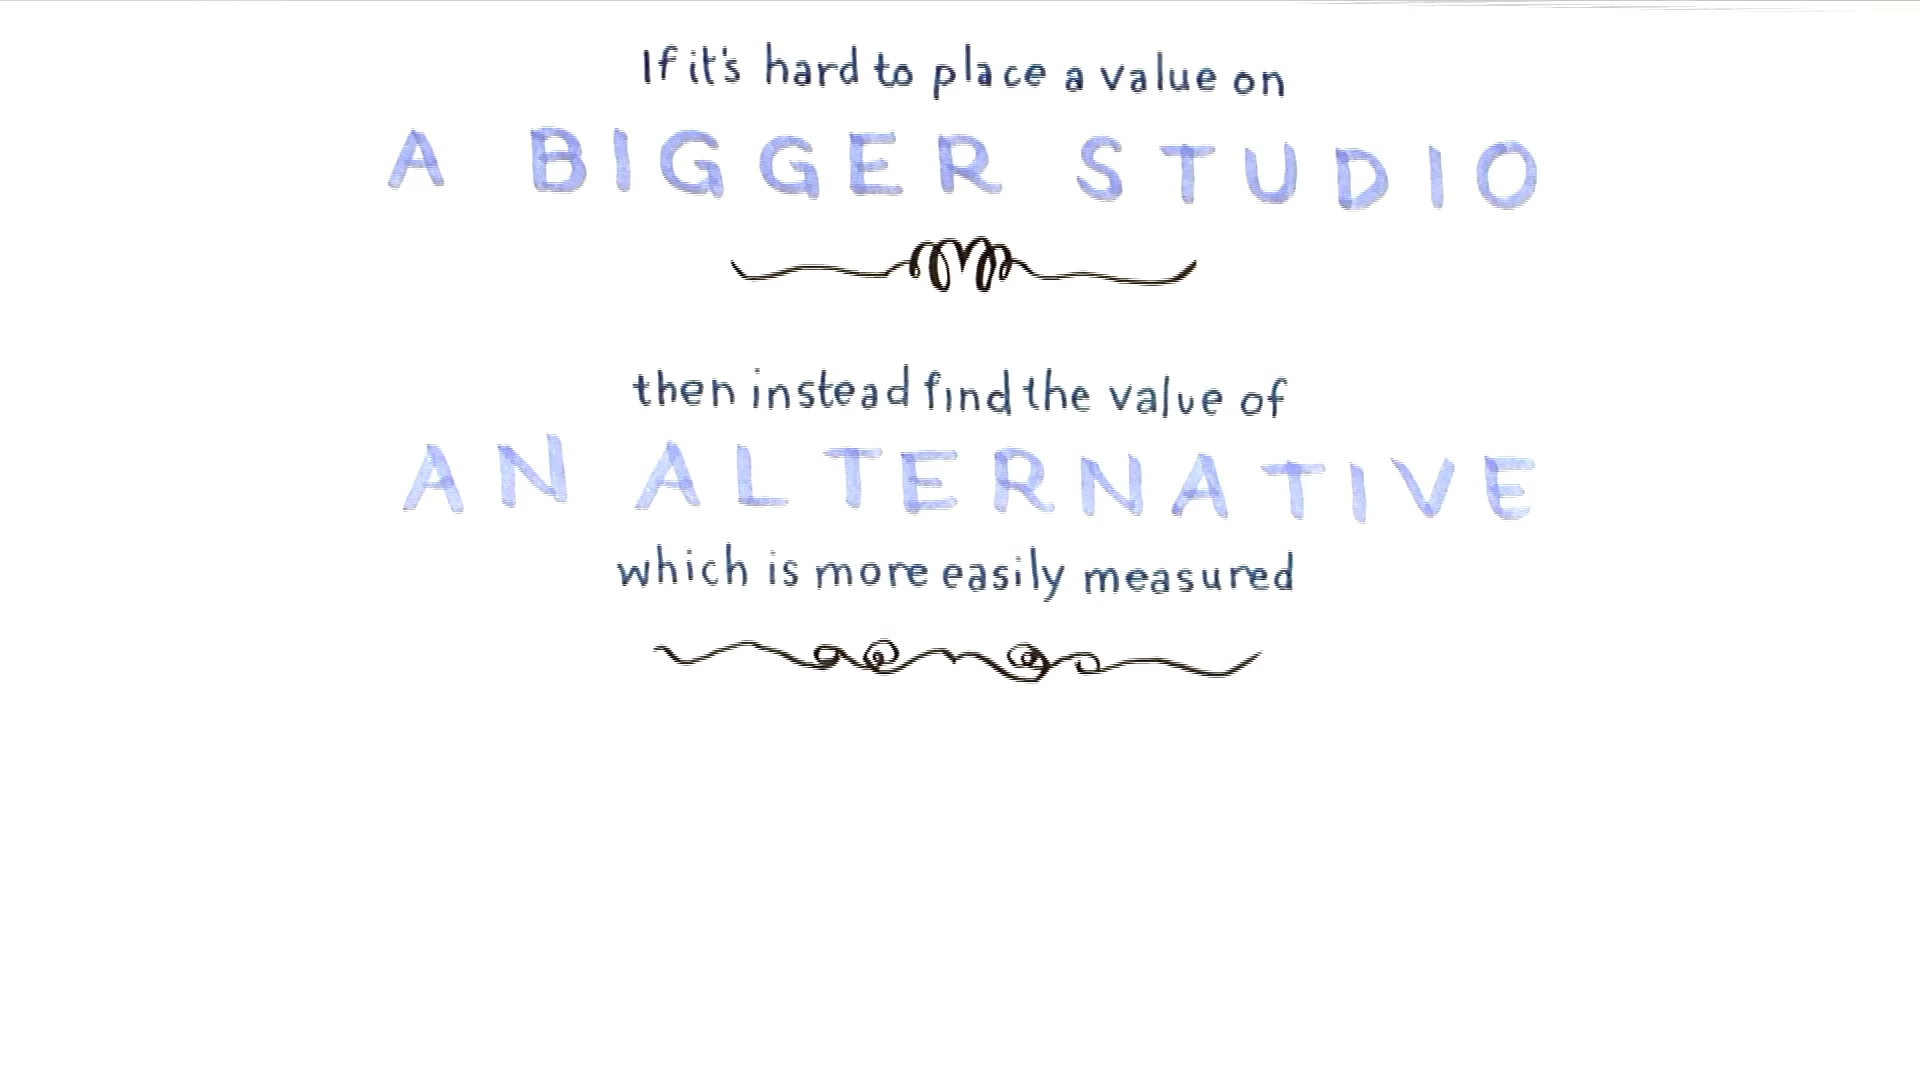 If it's hard to place a value on
A BIGGER STUDIO
then instead find the value of
AN ALTERNATIVE
which is more easily measured